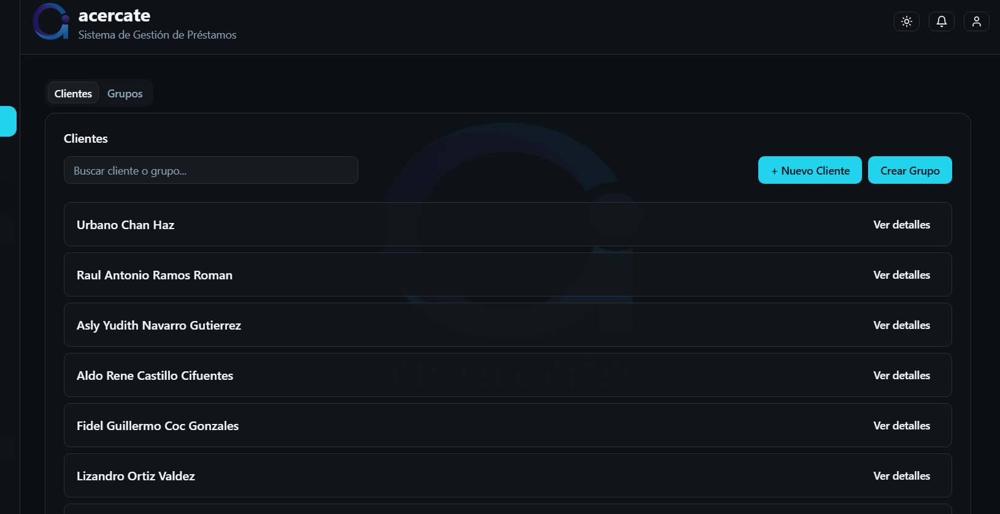 acercate
Sistema de Gestión de Préstamos
Clientes
Grupos
Clientes
Buscar cliente o grupo...
+ Nuevo Cliente
Crear Grupo
Urbano Chan Haz
Ver detalles
Raul Antonio Ramos Roman
Ver detalles
Asly Yudith Navarro Gutierrez
Ver detalles
Aldo Rene Castillo Cifuentes
Ver detalles
Fidel Guillermo Coc Gonzales
Ver detalles
Lizandro Ortiz Valdez
Ver detalles